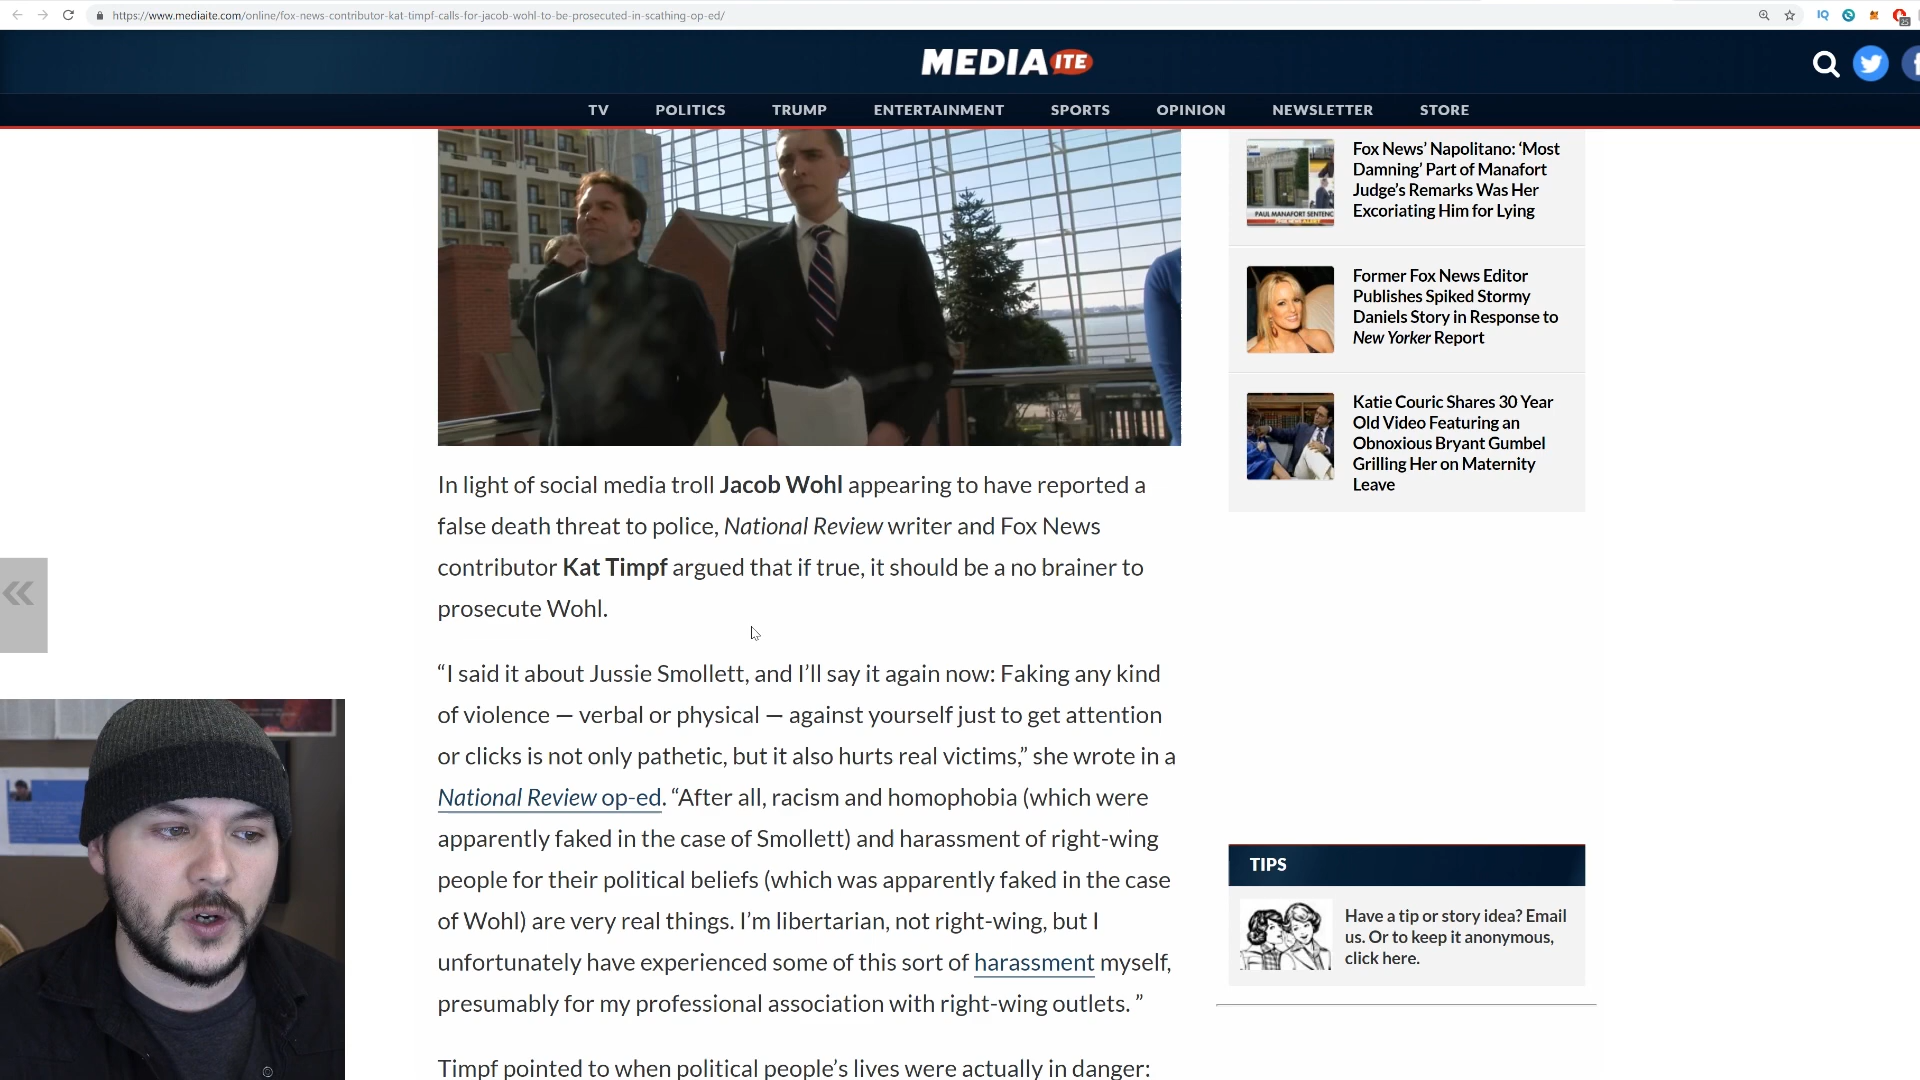 https://www.mediaite.com/online/fox-news-contributor-kat-timpf-calls-for-jacob-wohl-to-be-prosecuted-in-scathing-op-ed/
IQ
25
MEDIAITE
TV POLITICS TRUMP ENTERTAINMENT SPORTS OPINION NEWSLETTER STORE
In light of social media troll Jacob Wohl appearing to have reported a
false death threat to police, National Review writer and Fox News
contributor Kat Timpf argued that if true, it should be a no brainer to
prosecute Wohl.
“I said it about Jussie Smollett, and I’ll say it again now: Faking any kind
of violence — verbal or physical — against yourself just to get attention
or clicks is not only pathetic, but it also hurts real victims,” she wrote in a
National Review op-ed. “After all, racism and homophobia (which were
apparently faked in the case of Smollett) and harassment of right-wing
people for their political beliefs (which was apparently faked in the case
of Wohl) are very real things. I’m libertarian, not right-wing, but I
unfortunately have experienced some of this sort of harassment myself,
presumably for my professional association with right-wing outlets. ”
Timpf pointed to when political people’s lives were actually in danger:
Fox News’ Napolitano: ‘Most
Damning’ Part of Manafort
Judge’s Remarks Was Her
Excoriating Him for Lying
PAUL MANAFORT SENTENC
Former Fox News Editor
Publishes Spiked Stormy
Daniels Story in Response to
New Yorker Report
Katie Couric Shares 30 Year
Old Video Featuring an
Obnoxious Bryant Gumbel
Grilling Her on Maternity
Leave
TIPS
Have a tip or story idea? Email
us. Or to keep it anonymous,
click here.